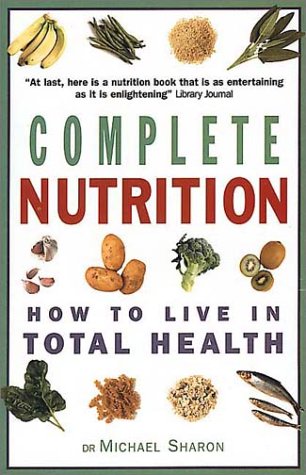 "At last, here is a nutrition book that is as entertaining
as it is enlightening" Library Journal
COMPLETE
NUTRITION
HOW TO LIVE IN
TOTAL HEALTH
DR MICHAEL SHARON